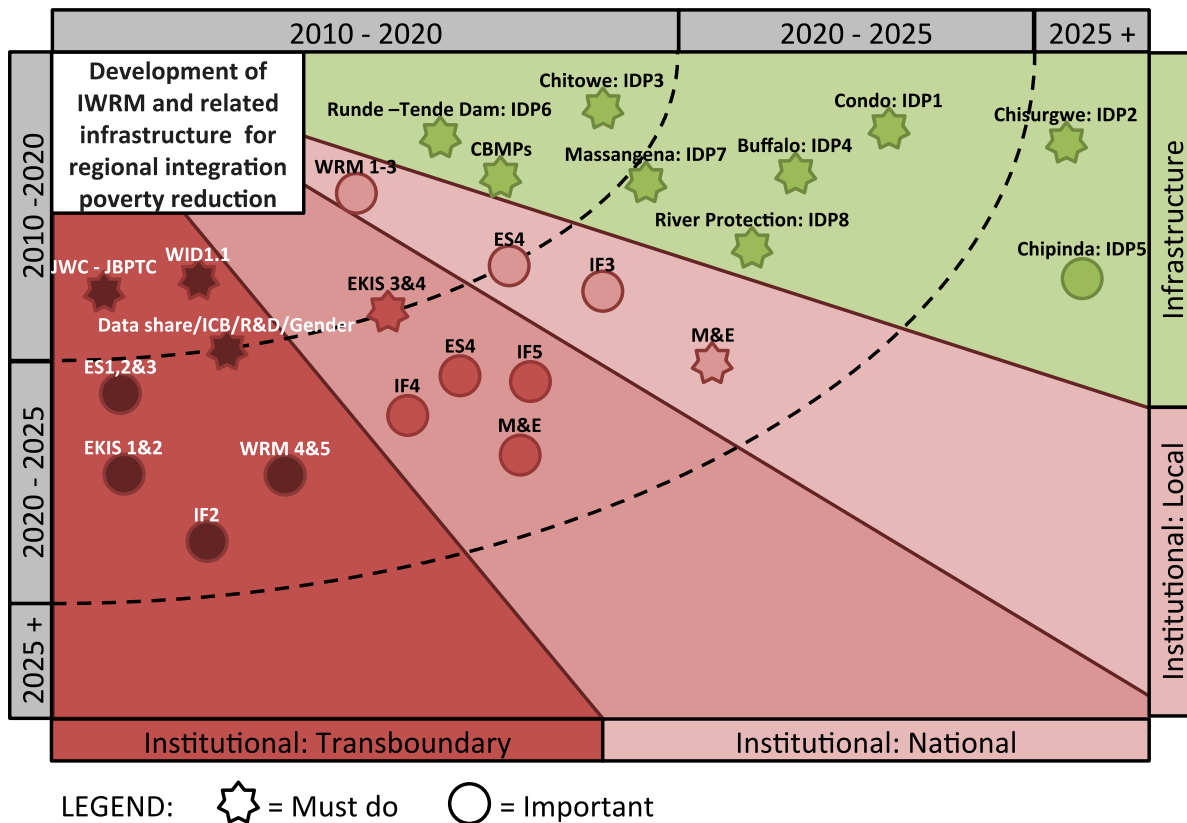 2010 - 2020
2020 - 2025
2025 +
Development of
IWRM and related
infrastructure for
regional integration
poverty reduction
Chitowe: IDP3
Runde –Tende Dam: IDP6
Condo: IDP1
Chisurgwe: IDP2
CBMPs
Massangena: IDP7
Buffalo: IDP4
WRM 1-3
River Protection: IDP8
Chipinda: IDP5
ES4
IF3
WID1.1
JWC - JBPTC
EKIS 3&4
Data share/ICB/R&D/Gender
M&E
ES1,2&3
ES4
IF5
IF4
M&E
EKIS 1&2
WRM 4&5
IF2
2010 -2020
2020 - 2025
2025 +
Infrastructure
Institutional: Local
Institutional: Transboundary
Institutional: National
LEGEND:
= Must do
= Important